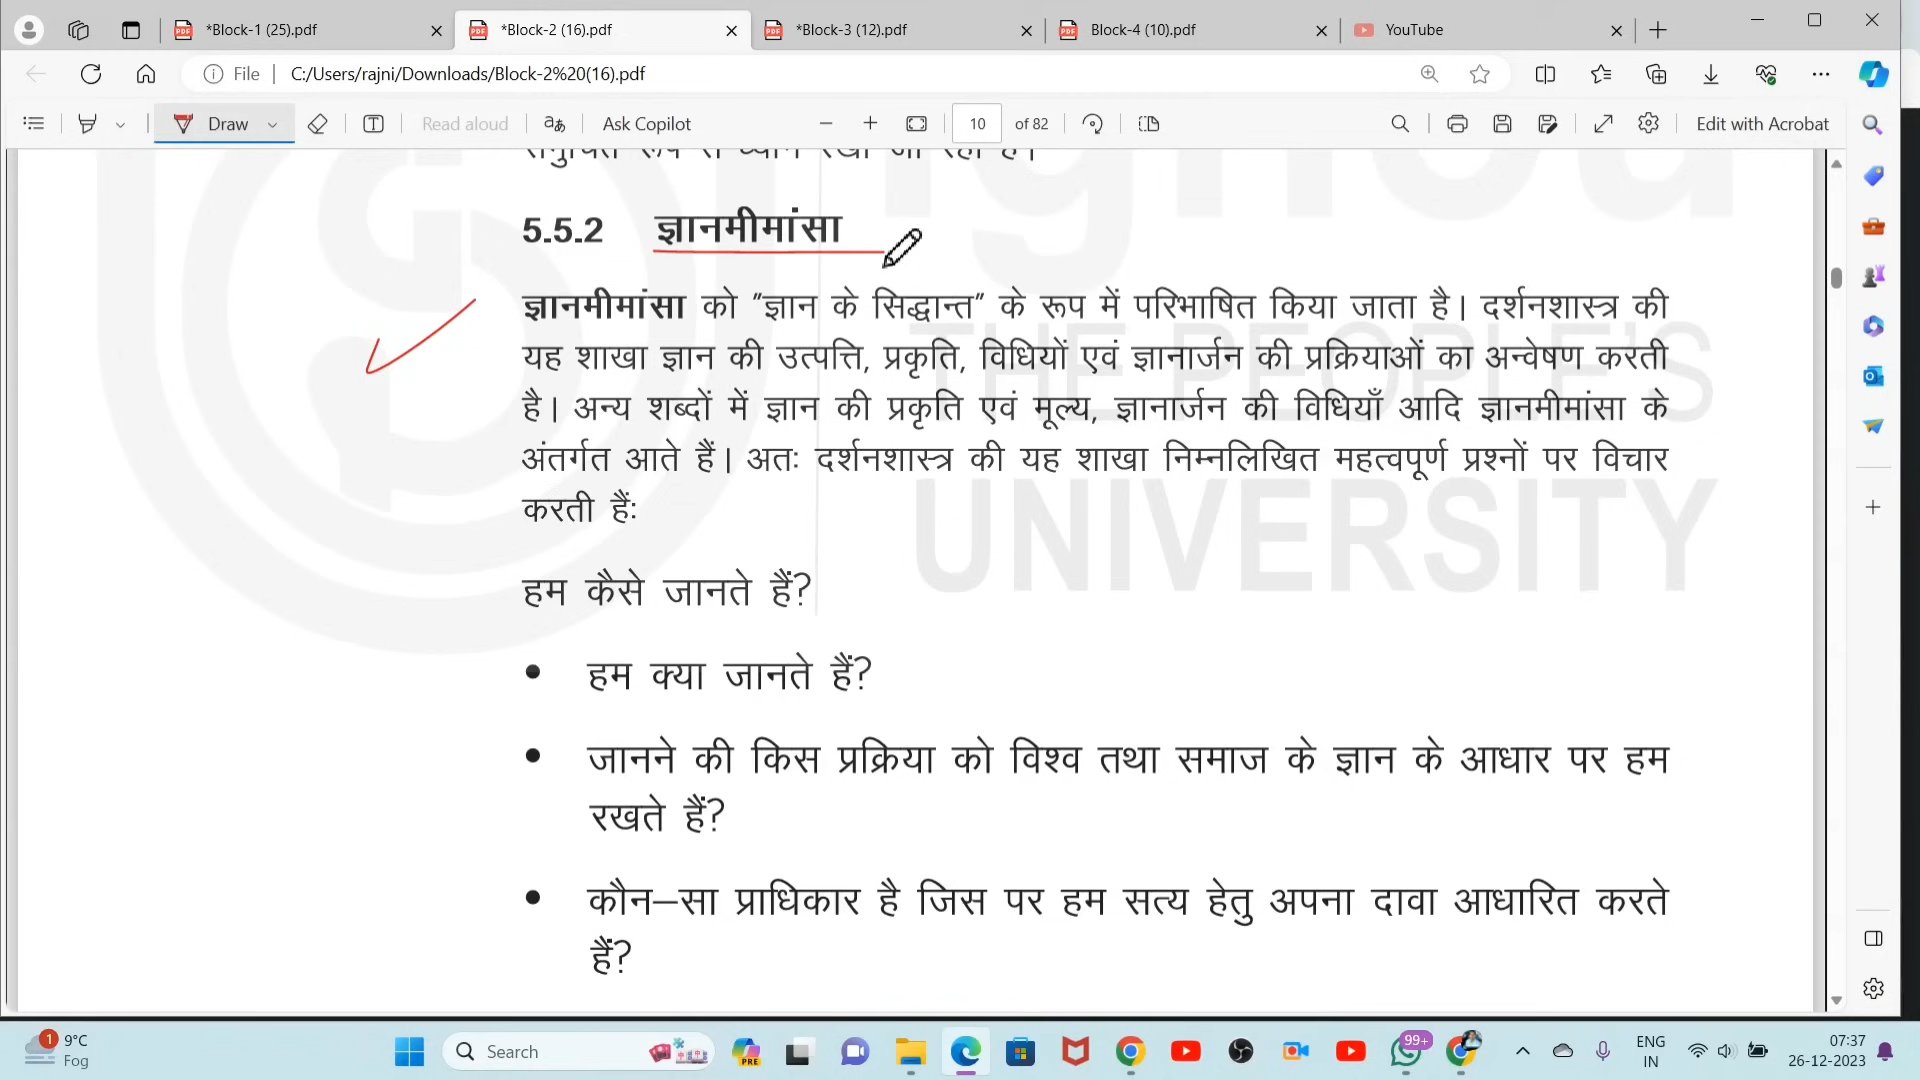 *Block-1 (25).pdf
*Block-2 (16).pdf
*Block-3 (12).pdf
Block-4 (10).pdf
YouTube
File
C:/Users/rajni/Downloads/Block-2%20(16).pdf
Draw
Read aloud
Ask Copilot
10
of 82
Edit with Acrobat
ignou
5.5.2 ज्ञानमीमांसा
ज्ञानमीमांसा को "ज्ञान के सिद्धान्त" के रूप में परिभाषित किया जाता है। दर्शनशास्त्र की
यह शाखा ज्ञान की उत्पत्ति, प्रकृति, विधियों एवं ज्ञानार्जन की प्रक्रियाओं का अन्वेषण करती
है। अन्य शब्दों में ज्ञान की प्रकृति एवं मूल्य, ज्ञानार्जन की विधियाँ आदि ज्ञानमीमांसा के
अंतर्गत आते हैं। अतः दर्शनशास्त्र की यह शाखा निम्नलिखित महत्वपूर्ण प्रश्नों पर विचार
करती हैंः
THE PEOPLE'S
UNIVERSITY
हम कैसे जानते हैं?
• हम क्या जानते हैं?
• जानने की किस प्रक्रिया को विश्व तथा समाज के ज्ञान के आधार पर हम
रखते हैं?
• कौन–सा प्राधिकार है जिस पर हम सत्य हेतु अपना दावा आधारित करते
हैं?
1
9°C
Fog
Search
PRE
99+
ENG
IN
07:37
26-12-2023